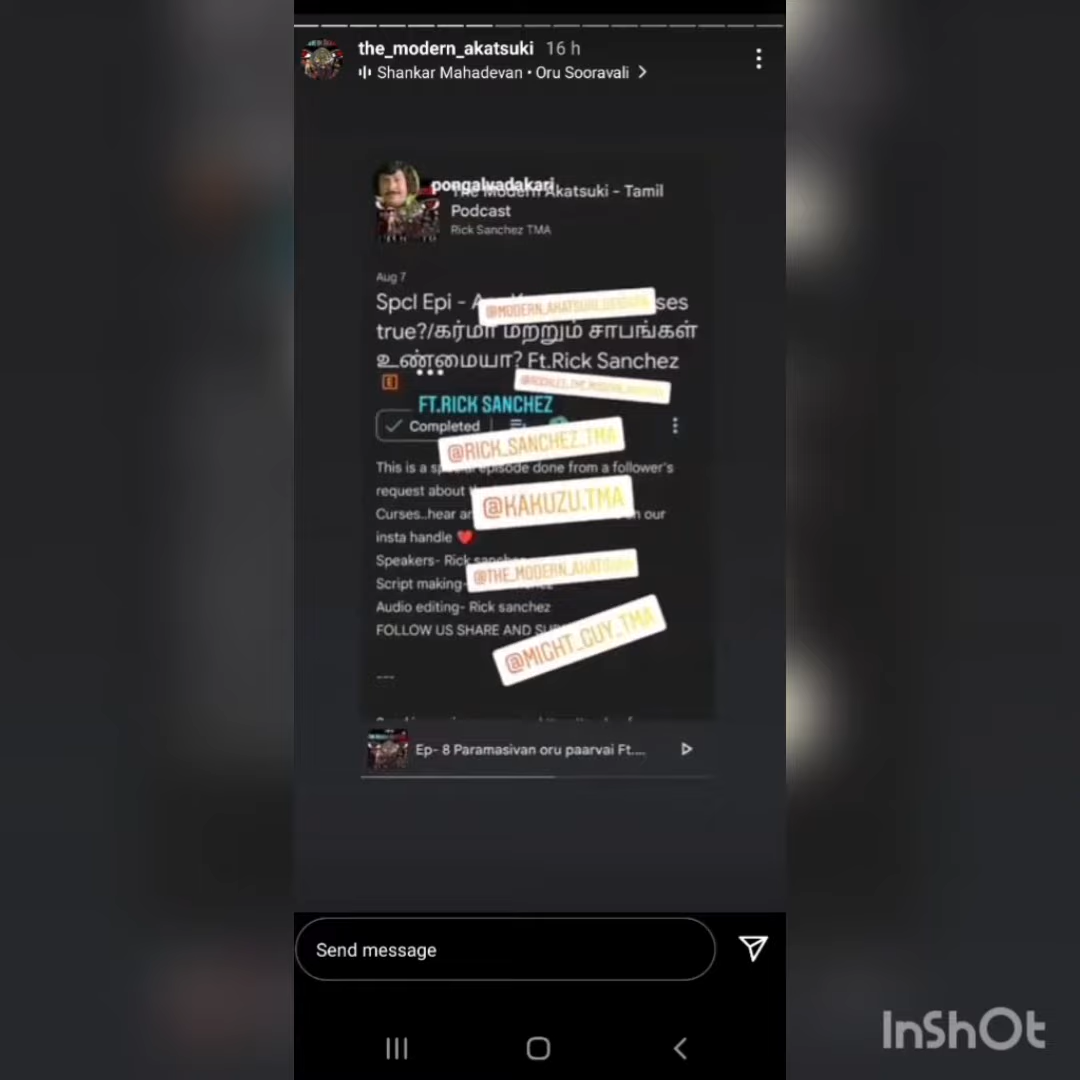 the_modern_akatsuki 16 h
Shankar Mahadevan • Oru Sooravali
pongalvadakari
The Modern Akatsuki - Tamil
Podcast
Rick Sanchez TMA
Aug 7
Spcl Epi -
true?/கர்மா மற்றும் சாபங்கள்
உண்மையா? Ft.Rick Sanchez
E
FT.RICK SANCHEZ
Completed
@RICK_SANCHEZ_TMA
This is a episode done from a follower's
request about
@KAKUZU.TMA
Curses..hear our
insta handle ❤️
Speakers- Rick sanchez
@THE_MODERN_AKATSUKI
Script making-
Audio editing- Rick sanchez
FOLLOW US SHARE AND
@MIGHT_GUY_TMA
---
Ep- 8 Paramasivan oru paarvai Ft....
Send message
InShOt